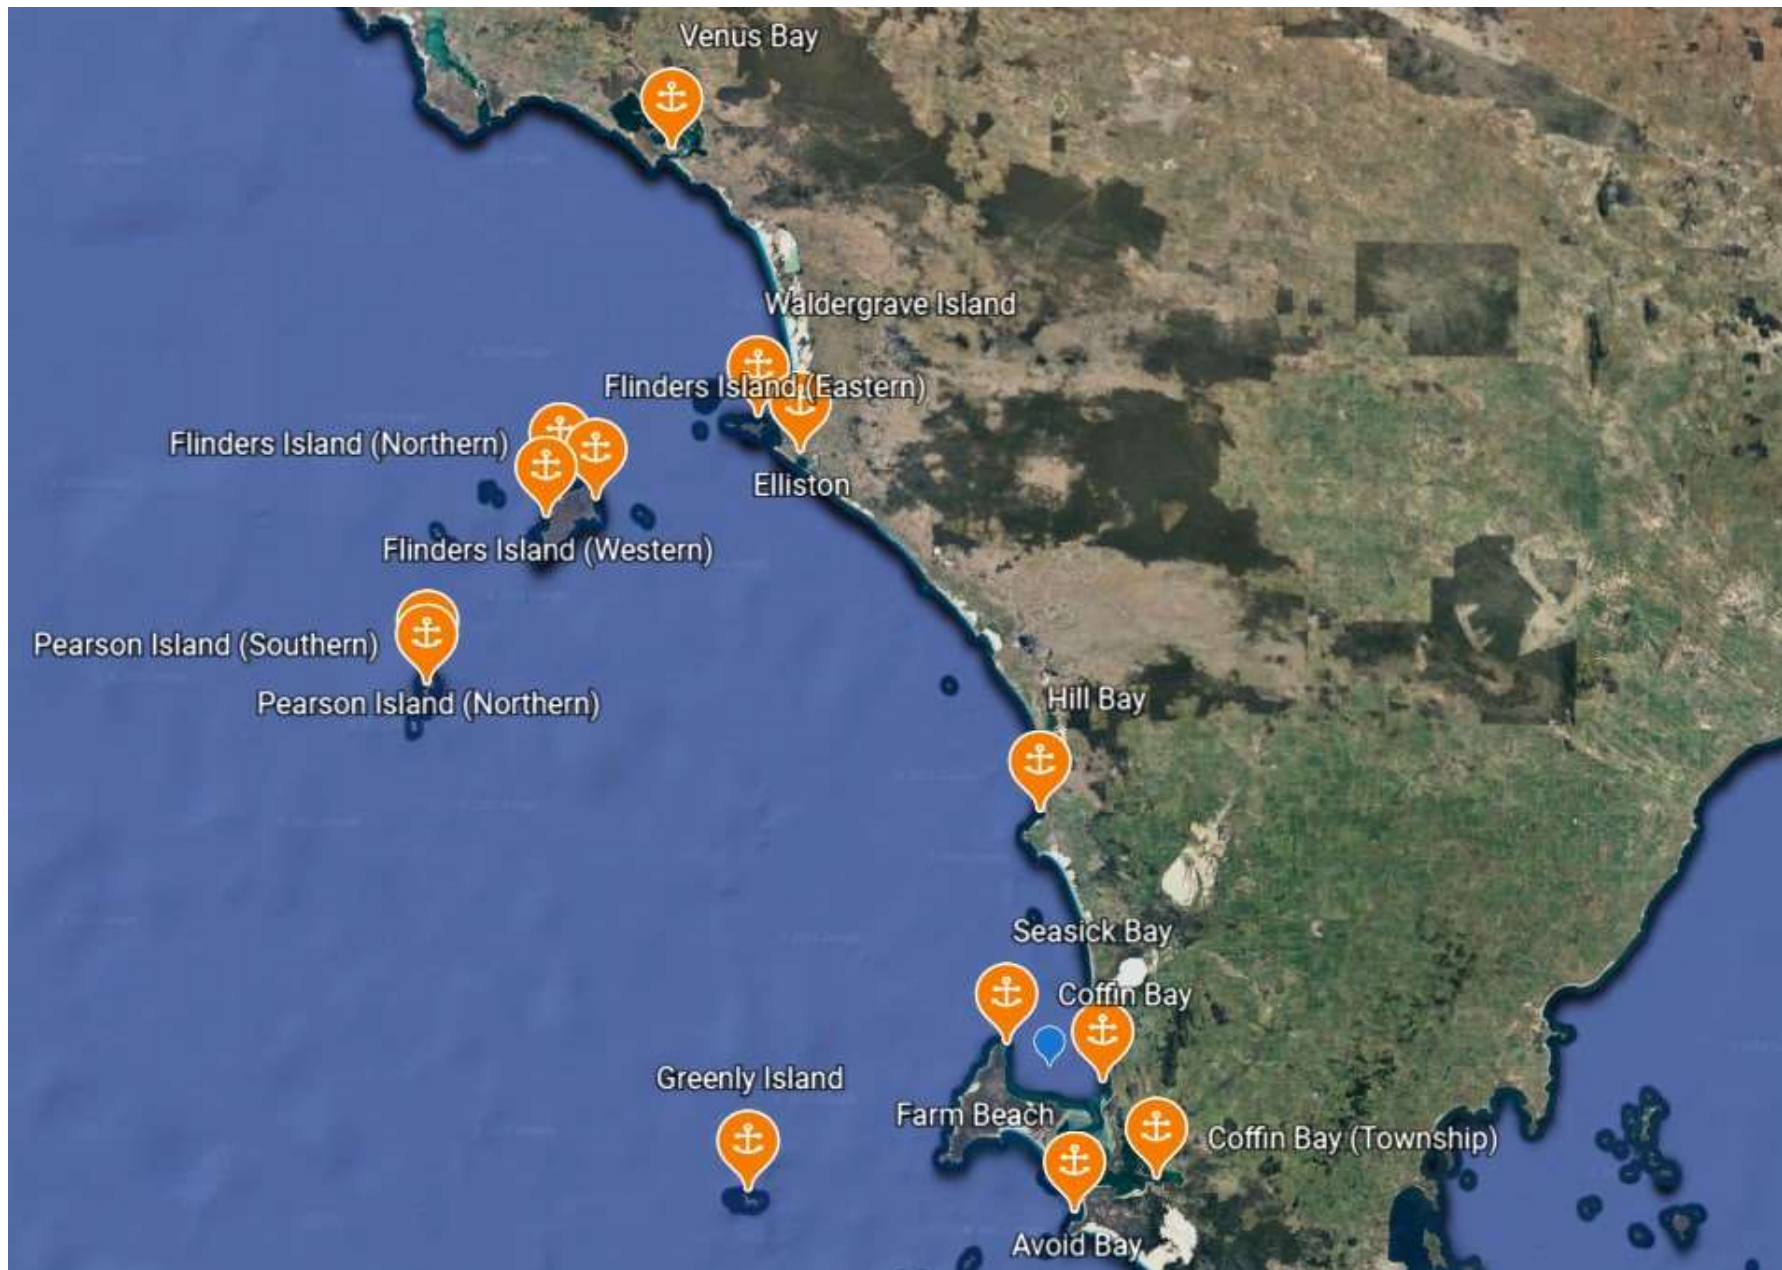 Venus Bay
Waldergrave Island
Flinders Island (Eastern)
Flinders Island (Northern)
Elliston
Flinders Island (Western)
Pearson Island (Southern)
Pearson Island (Northern)
Hill Bay
Seasick Bay
Coffin Bay
Greenly Island
Farm Beach
Coffin Bay (Township)
Avoid Bay